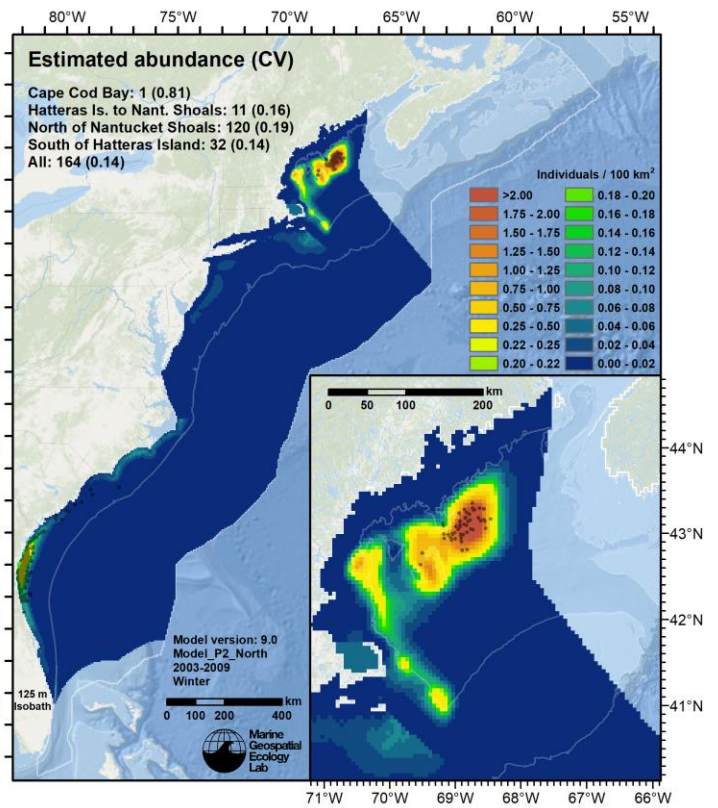 80°W 75°W 70°W 65°W 60°W 55°W
Estimated abundance (CV)
Cape Cod Bay: 1 (0.81)
Hatteras Is. to Nant. Shoals: 11 (0.16)
North of Nantucket Shoals: 120 (0.19)
South of Hatteras Island: 32 (0.14)
All: 164 (0.14)
Individuals / 100 km²
>2.00 0.18 - 0.20
1.75 - 2.00 0.16 - 0.18
1.50 - 1.75 0.14 - 0.16
1.25 - 1.50 0.12 - 0.14
1.00 - 1.25 0.10 - 0.12
0.75 - 1.00 0.08 - 0.10
0.50 - 0.75 0.06 - 0.08
0.25 - 0.50 0.04 - 0.06
0.22 - 0.25 0.02 - 0.04
0.20 - 0.22 0.00 - 0.02
km
0 50 100 200
44°N
43°N
42°N
41°N
Model version: 9.0
Model_P2_North
2003-2009
Winter
125 m
Isobath
km
0 100 200 400
Marine
Geospatial
Ecology
Lab
71°W 70°W 69°W 68°W 67°W 66°W